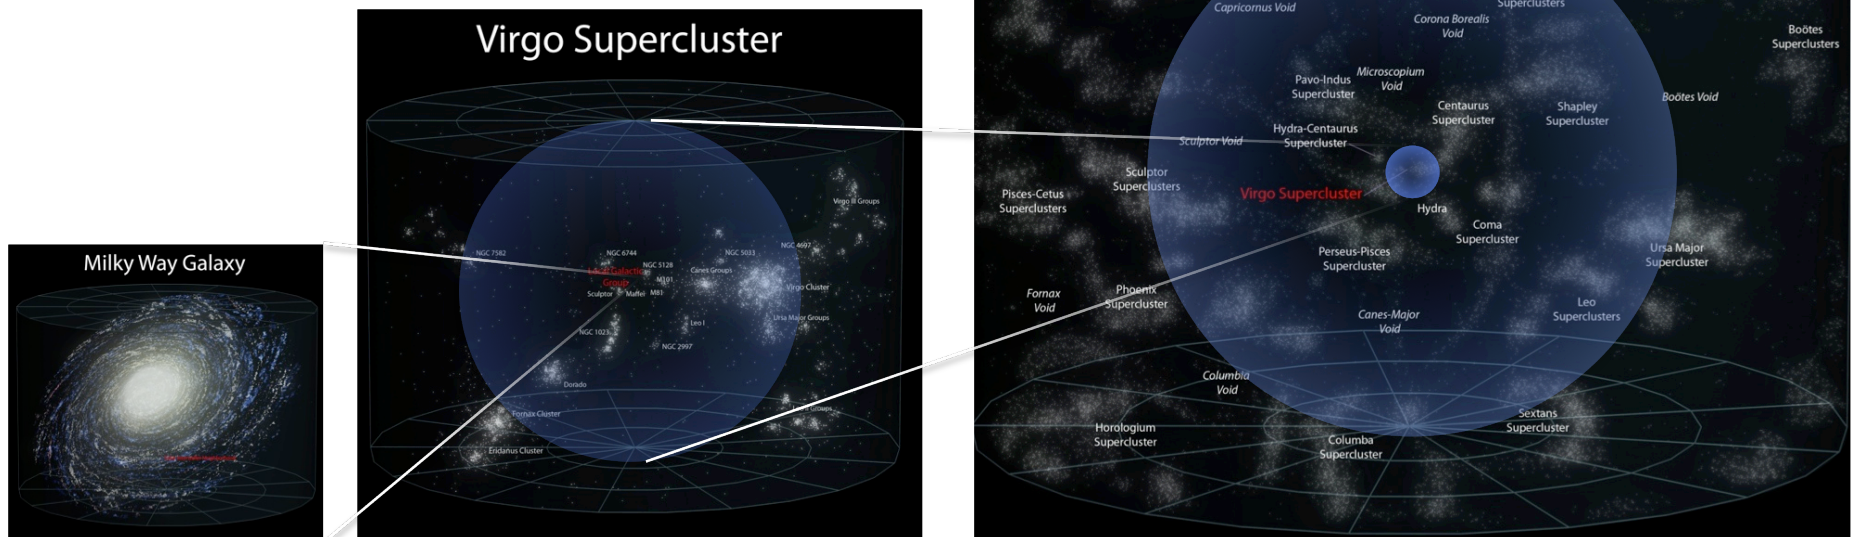 Milky Way Galaxy
Virgo Supercluster
Virgo III Groups
NGC 7582
NGC 6744
NGC 5033
NGC 4697
NGC 5128
Local Galactic
Group
Canes Groups
M101
Sculptor
Maffei
M81
Virgo Cluster
NGC 1023
Leo I
Ursa Major Groups
NGC 2997
Dorado
Fornax Cluster
Groups
Eridanus Cluster
Capricornus Void
Superclusters
Corona Borealis
Void
Boötes
Superclusters
Pavo-Indus
Supercluster
Microscopium
Void
Centaurus
Supercluster
Shapley
Supercluster
Boötes Void
Sculptor Void
Hydra-Centaurus
Supercluster
Sculptor
Superclusters
Pisces-Cetus
Superclusters
Virgo Supercluster
Hydra
Coma
Supercluster
Perseus-Pisces
Supercluster
Ursa Major
Supercluster
Fornax
Void
Phoenix
Supercluster
Leo
Superclusters
Canes-Major
Void
Columbia
Void
Horologium
Supercluster
Columba
Supercluster
Sextans
Supercluster